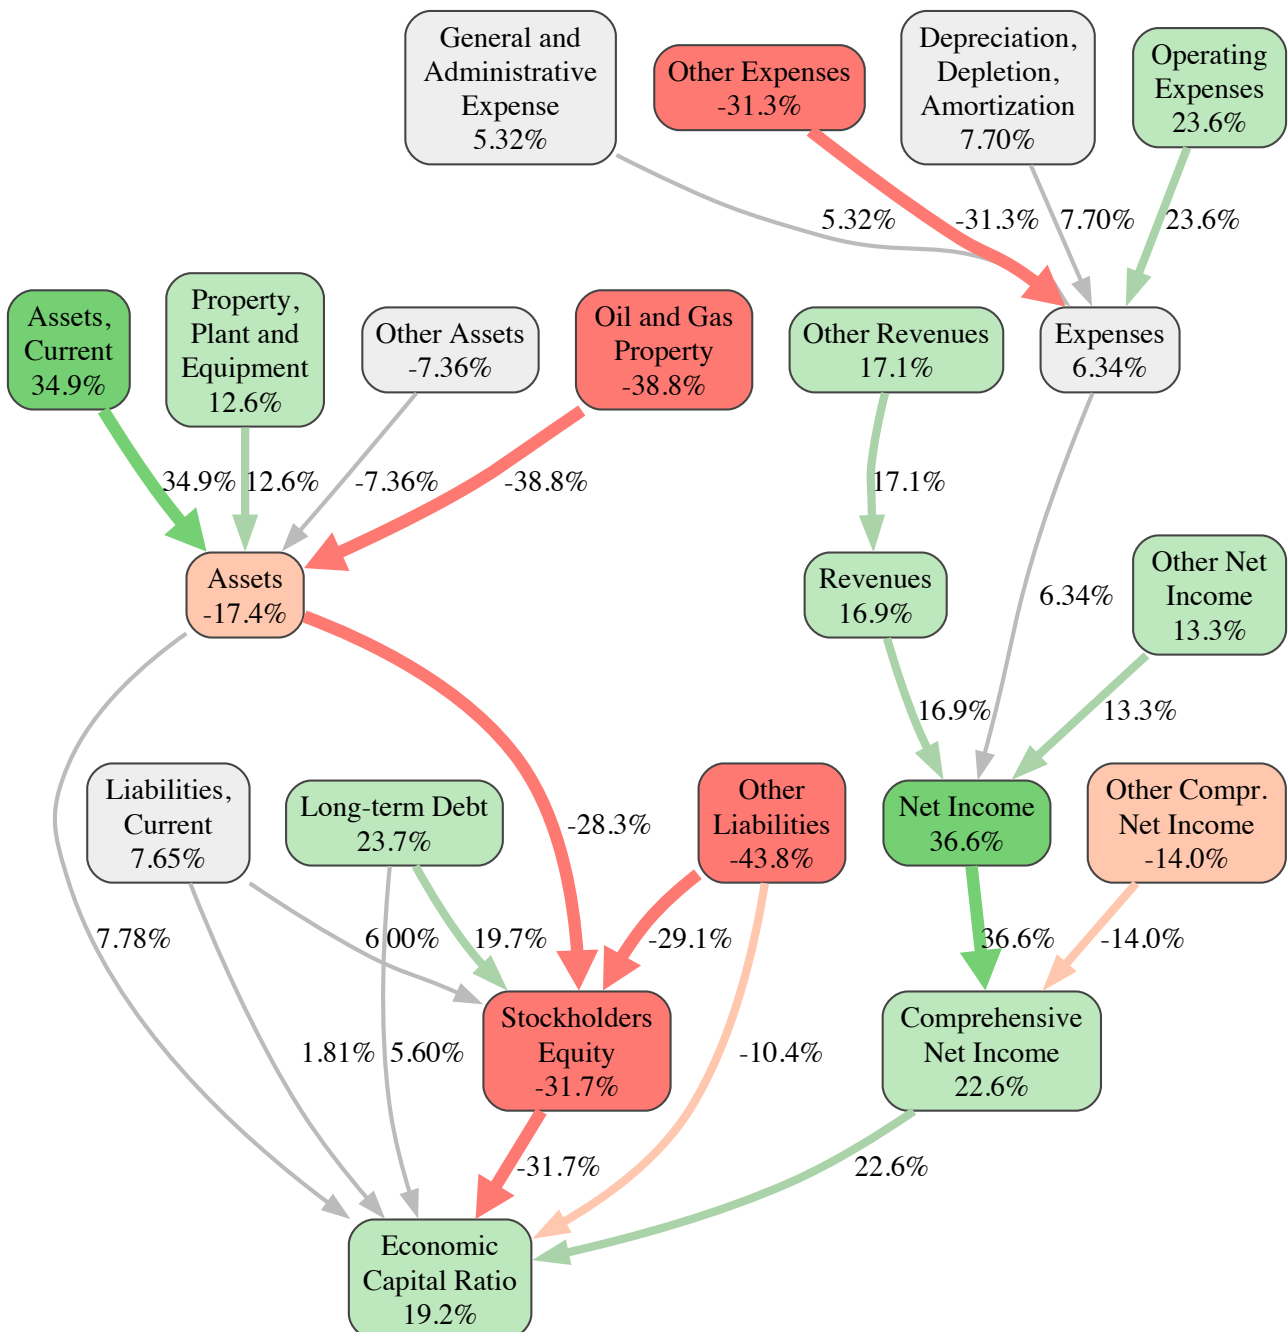 General and
Administrative
Expense
5.32%
Other Expenses
-31.3%
Depreciation,
Depletion,
Amortization
7.70%
Operating
Expenses
23.6%
5.32%
-31.3%
7.70%
23.6%
Assets,
Current
34.9%
Property,
Plant and
Equipment
12.6%
Other Assets
-7.36%
Oil and Gas
Property
-38.8%
Other Revenues
17.1%
Expenses
6.34%
34.9%
12.6%
-7.36%
-38.8%
17.1%
Assets
-17.4%
Revenues
16.9%
6.34%
Other Net
Income
13.3%
16.9%
13.3%
Liabilities,
Current
7.65%
Long-term Debt
23.7%
-28.3%
Other
Liabilities
-43.8%
Net Income
36.6%
Other Compr.
Net Income
-14.0%
7.78%
6.00%
19.7%
-29.1%
36.6%
-14.0%
1.81%
5.60%
Stockholders
Equity
-31.7%
-10.4%
Comprehensive
Net Income
22.6%
-31.7%
22.6%
Economic
Capital Ratio
19.2%